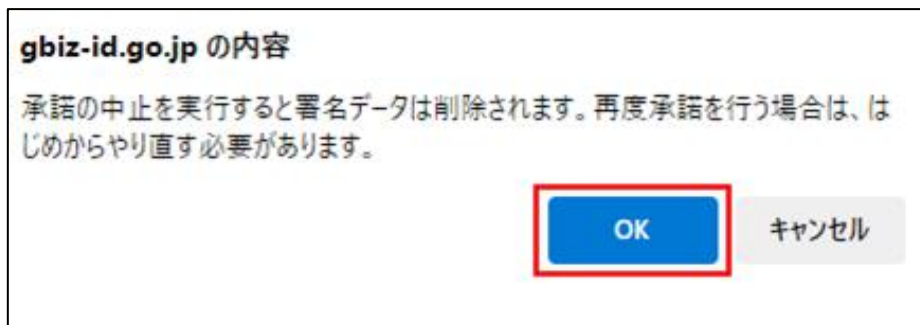 gbiz-id.go.jp の内容
承諾の中止を実行すると署名データは削除されます。再度承諾を行う場合は、は
じめからやり直す必要があります。
OK
キャンセル